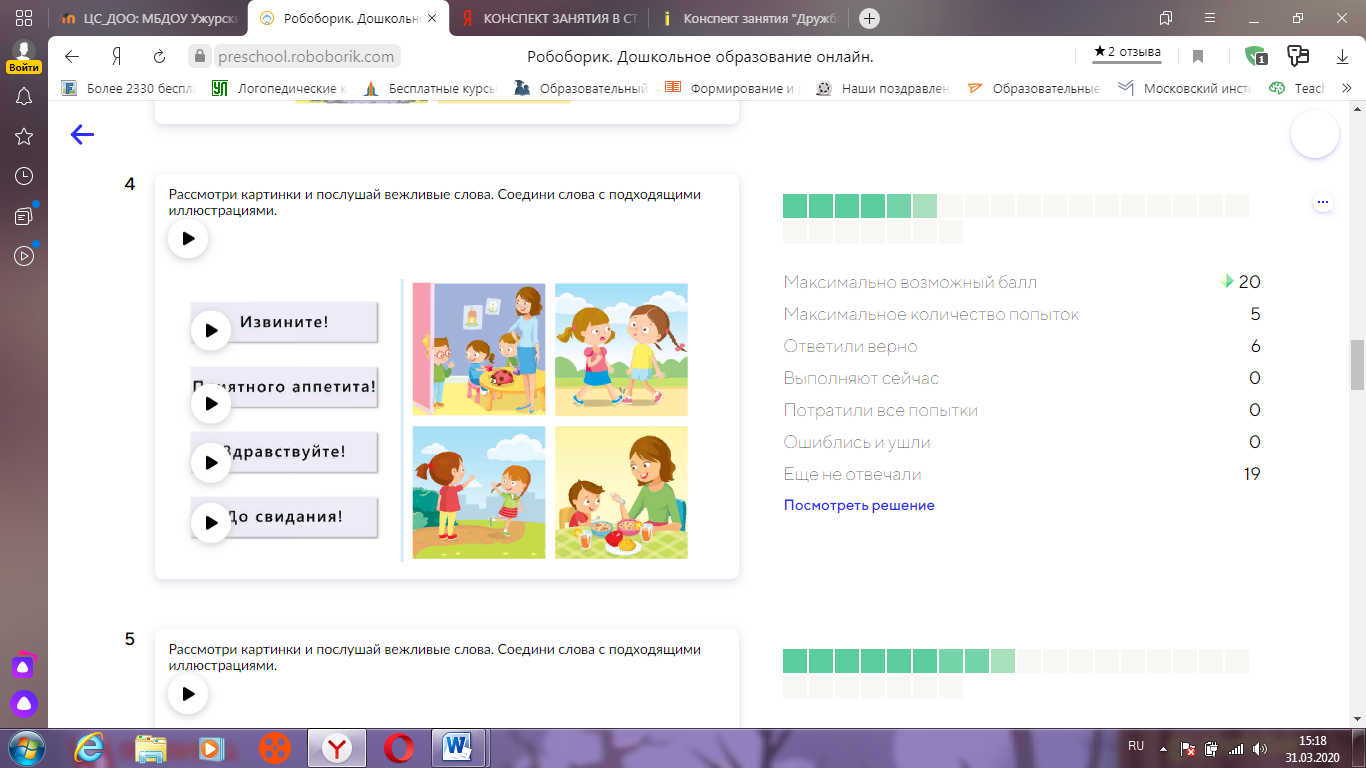 ЦС_ДОО: МБДОУ Ужурски
Робоборик. Дошкольно
КОНСПЕКТ ЗАНЯТИЯ В СТ
Конспект занятия "Дружб
Войти
preschool.roboborik.com
Робоборик. Дошкольное образование онлайн.
★2 отзыва
1
Более 2330 беспла
Логопедические к
Бесплатные курсы
Образовательный
Формирование и
Наши поздравлен
Образовательные
Московский инсти
Teach
4
Рассмотри картинки и послушай вежливые слова. Соедини слова с подходящими
иллюстрациями.
Извините!
Приятного аппетита!
Здравствуйте!
До свидания!
Максимально возможный балл 20
Максимальное количество попыток 5
Ответили верно 6
Выполняют сейчас 0
Потратили все попытки 0
Ошиблись и ушли 0
Еще не отвечали 19
Посмотреть решение
5
Рассмотри картинки и послушай вежливые слова. Соедини слова с подходящими
иллюстрациями.
RU
15:18
31.03.2020